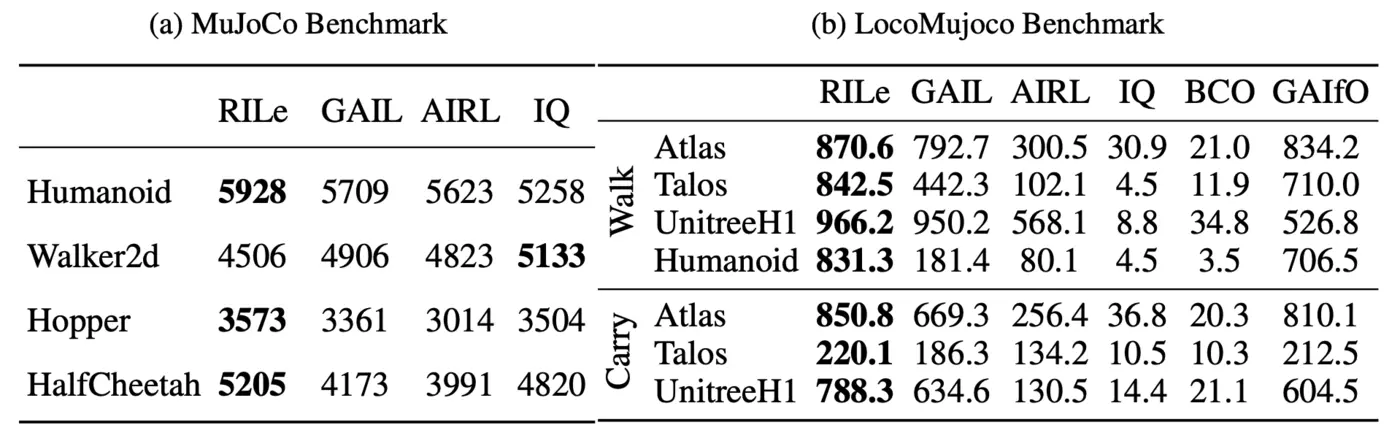 (a) MuJoCo Benchmark
RILe GAIL AIRL IQ
Humanoid 5928 5709 5623 5258
Walker2d 4506 4906 4823 5133
Hopper 3573 3361 3014 3504
HalfCheetah 5205 4173 3991 4820
(b) LocoMujoco Benchmark
RILe GAIL AIRL IQ BCO GAIfO
Walk
Atlas 870.6 792.7 300.5 30.9 21.0 834.2
Talos 842.5 442.3 102.1 4.5 11.9 710.0
UnitreeH1 966.2 950.2 568.1 8.8 34.8 526.8
Humanoid 831.3 181.4 80.1 4.5 3.5 706.5
Carry
Atlas 850.8 669.3 256.4 36.8 20.3 810.1
Talos 220.1 186.3 134.2 10.5 10.3 212.5
UnitreeH1 788.3 634.6 130.5 14.4 21.1 604.5